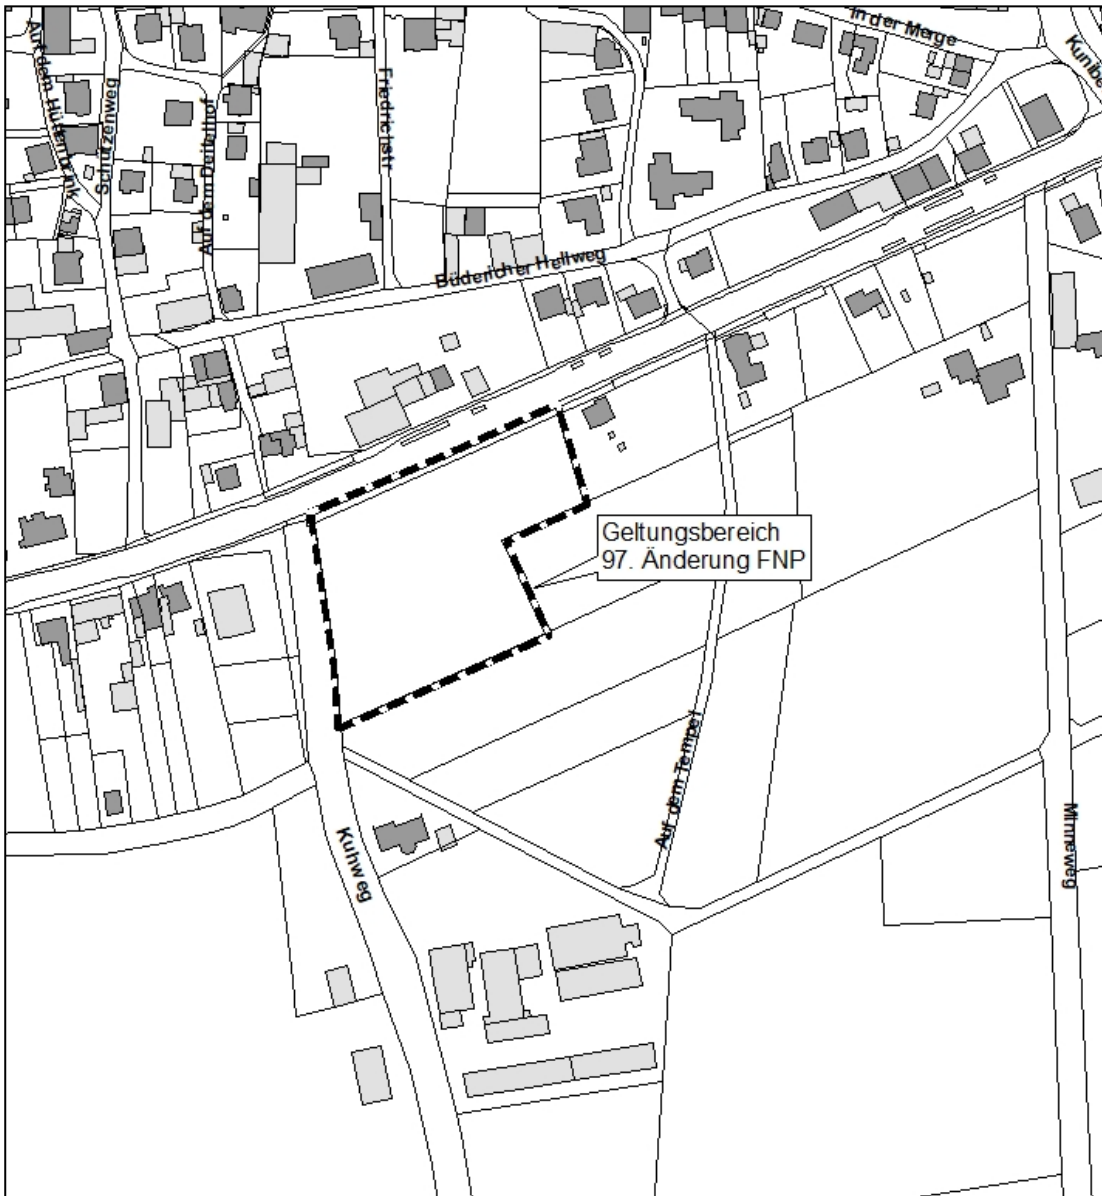 In der Merge
Auf dem Hüttenbrink
Schützenweg
Auf dem Dertelhof
Friedrichstr
Büdericher Hellweg
Geltungsbereich
97. Änderung FNP
Auf dem Tempel
Kuhweg
Minneweg